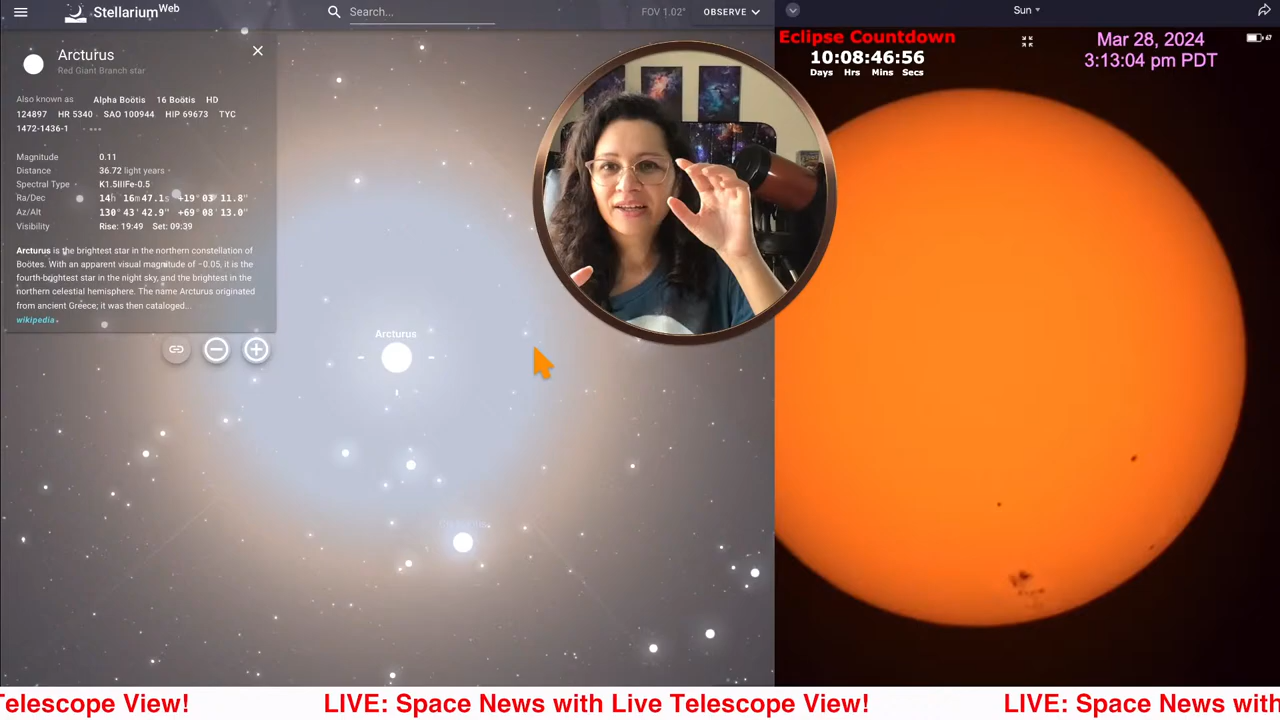 Stellarium Web
Search...
FOV 1.02°
OBSERVE
Arcturus
Red Giant Branch star
Also known as Alpha Boötis 16 Boötis HD
124897 HR 5340 SAO 100944 HIP 69673 TYC
1472-1436-1
Magnitude 0.11
Distance 36.72 light years
Spectral Type K1.5IIIFe-0.5
Ra/Dec 14h 16m 47.1s +19° 03' 11.8"
Az/Alt 130° 43' 42.9" +69° 08' 13.0"
Visibility Rise: 19:49 Set: 09:39
Arcturus is the brightest star in the northern constellation of
Boötes. With an apparent visual magnitude of −0.05, it is the
fourth-brightest star in the night sky, and the brightest in the
northern celestial hemisphere. The name Arcturus originated
from ancient Greece; it was then cataloged...
wikipedia
Arcturus
Sun
Eclipse Countdown
10:08:46:56
Days Hrs Mins Secs
Mar 28, 2024
3:13:04 pm PDT
67
Telescope View! LIVE: Space News with Live Telescope View! LIVE: Space News with